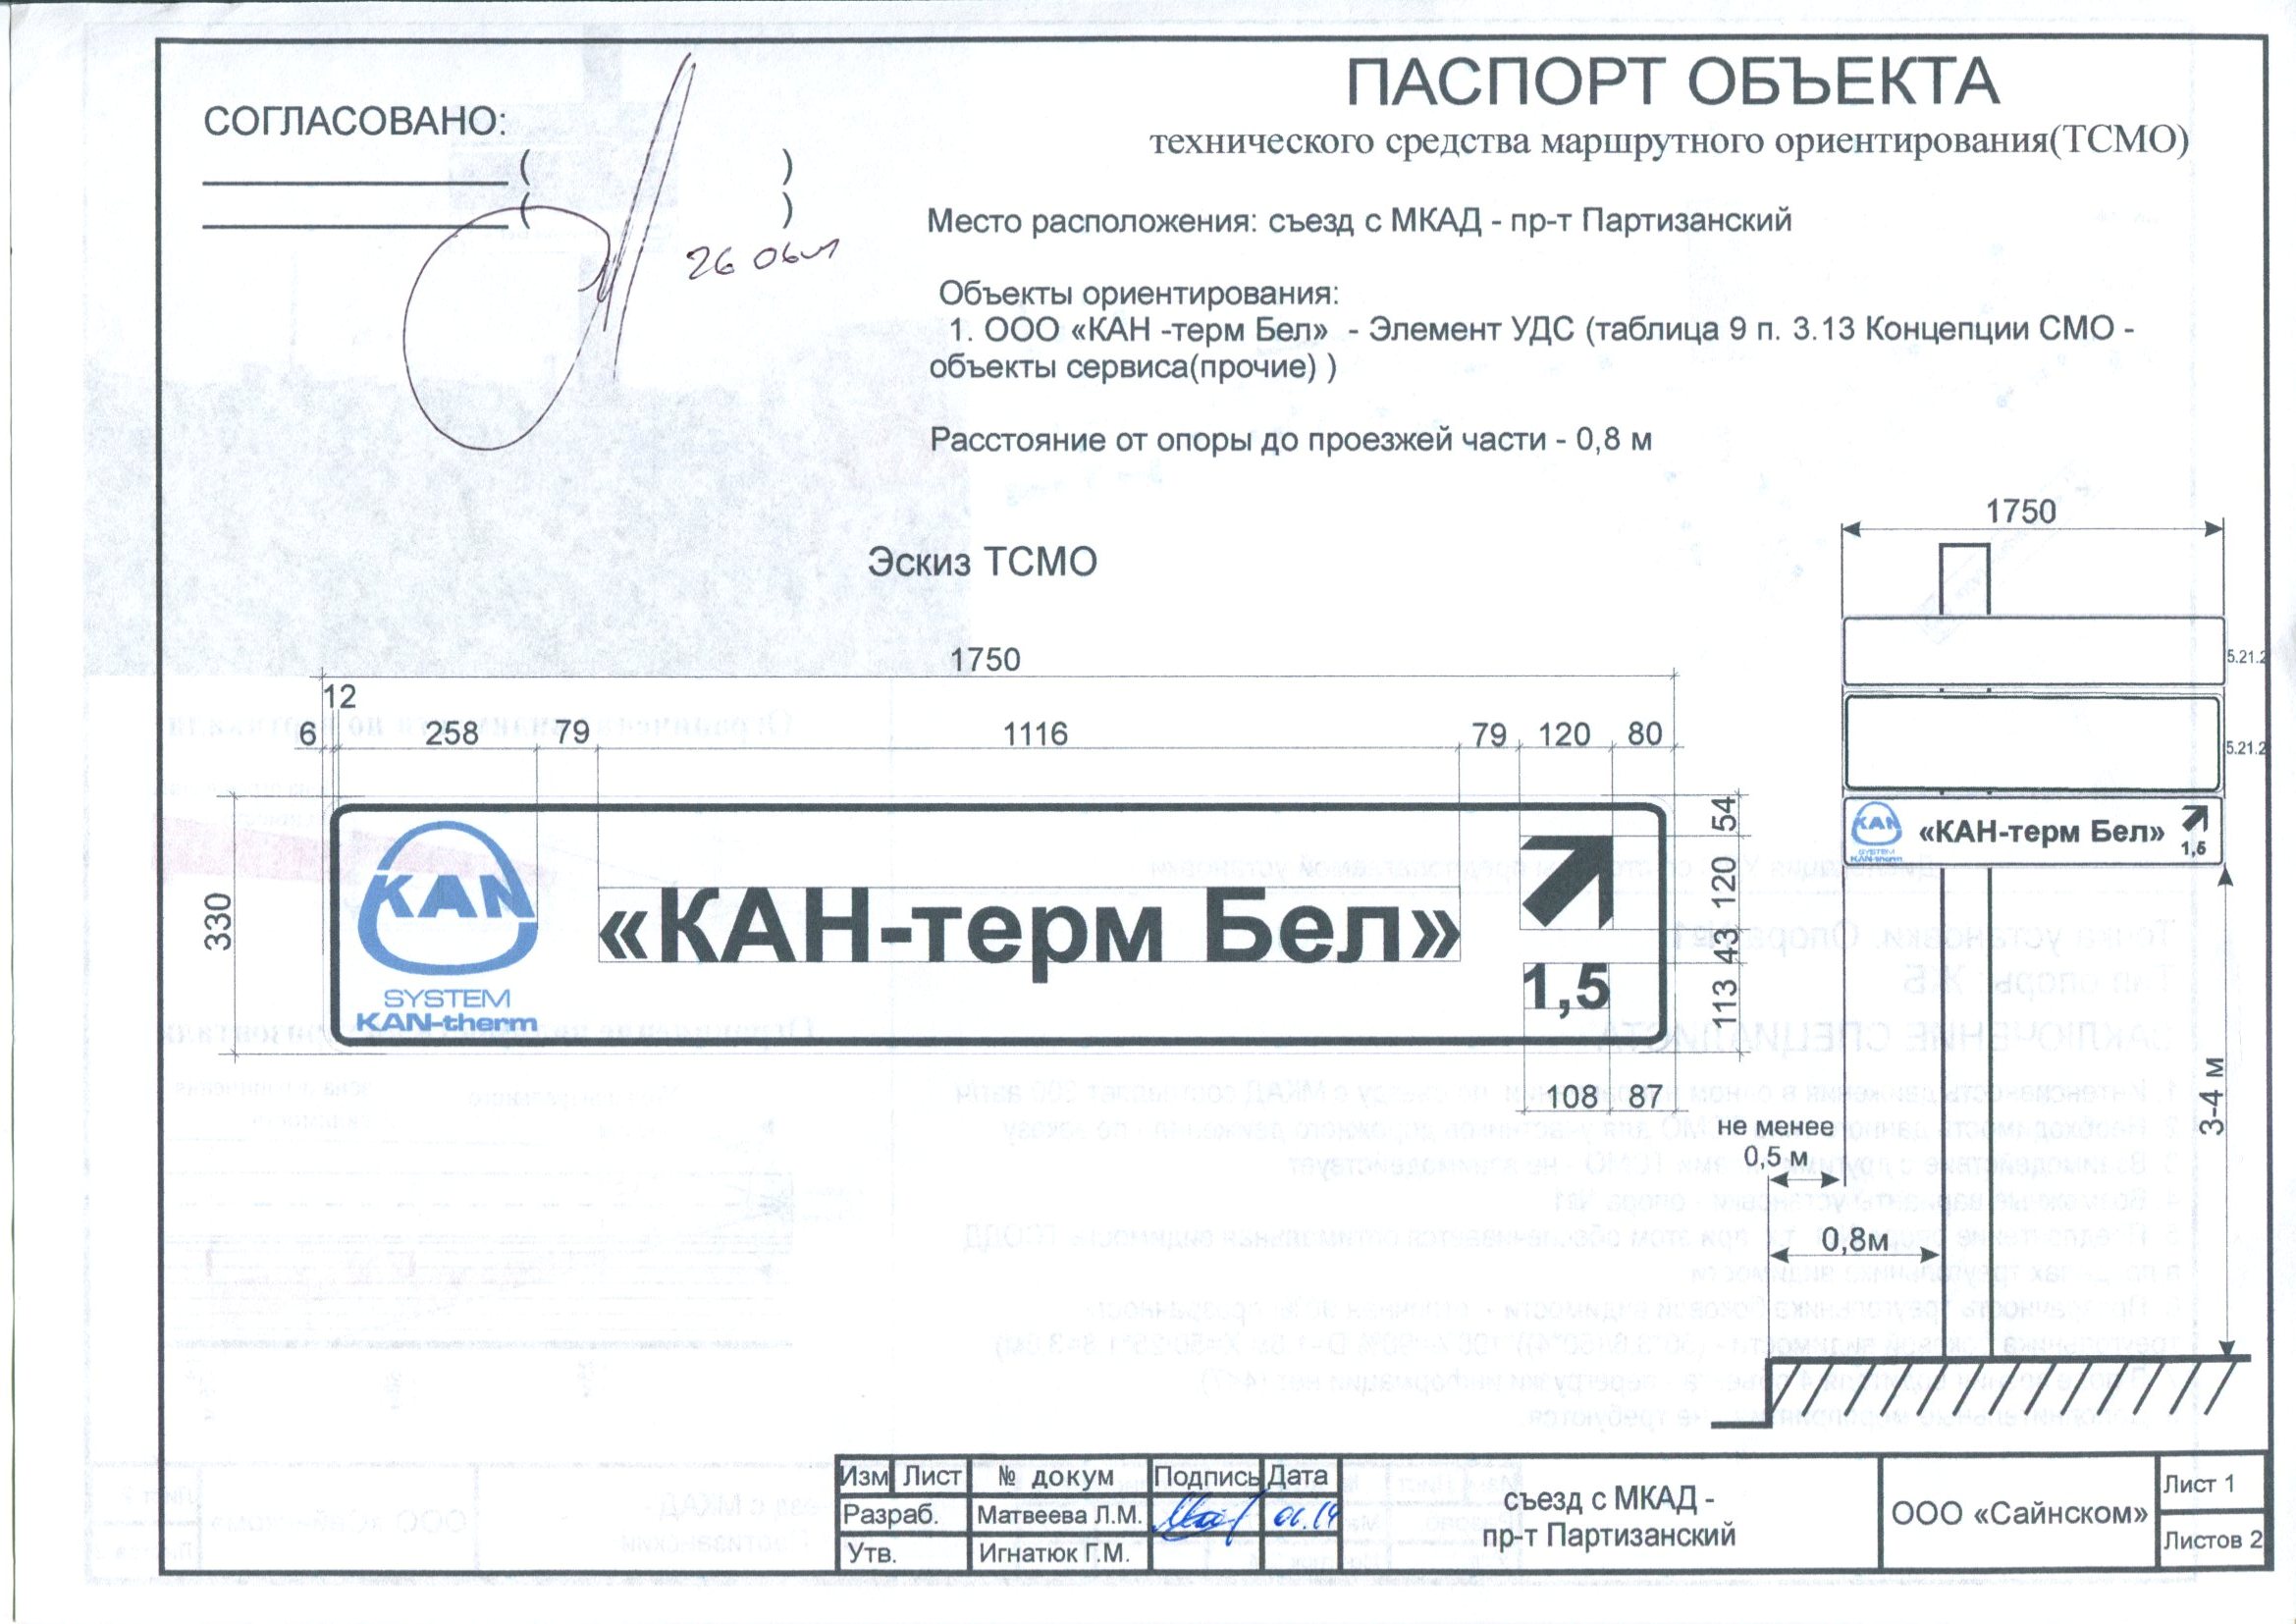 ПАСПОРТ ОБЪЕКТА
технического средства маршрутного ориентирования(ТСМО)
СОГЛАСОВАНО:
( )
( )
26 06
Место расположения: съезд с МКАД - пр-т Партизанский
Объекты ориентирования:
1. ООО «КАН -терм Бел» - Элемент УДС (таблица 9 п. 3.13 Концепции СМО -
объекты сервиса(прочие) )
Расстояние от опоры до проезжей части - 0,8 м
Эскиз ТСМО
1750
12
6 258 79 1116 79 120 80
330
KAN
SYSTEM
KAN-therm
«КАН-терм Бел»
1,5
54
120
43
113
108 87
1750
5.21.2
5.21.2
KAN
SYSTEM
KAN-therm
«КАН-терм Бел»
1,5
не менее
0,5 м
0,8м
3-4 м
Изм Лист № докум Подпись Дата
Разраб. Матвеева Л.М. 06.14
Утв. Игнатюк Г.М.
съезд с МКАД -
пр-т Партизанский
ООО «Сайнском»
Лист 1
Листов 2